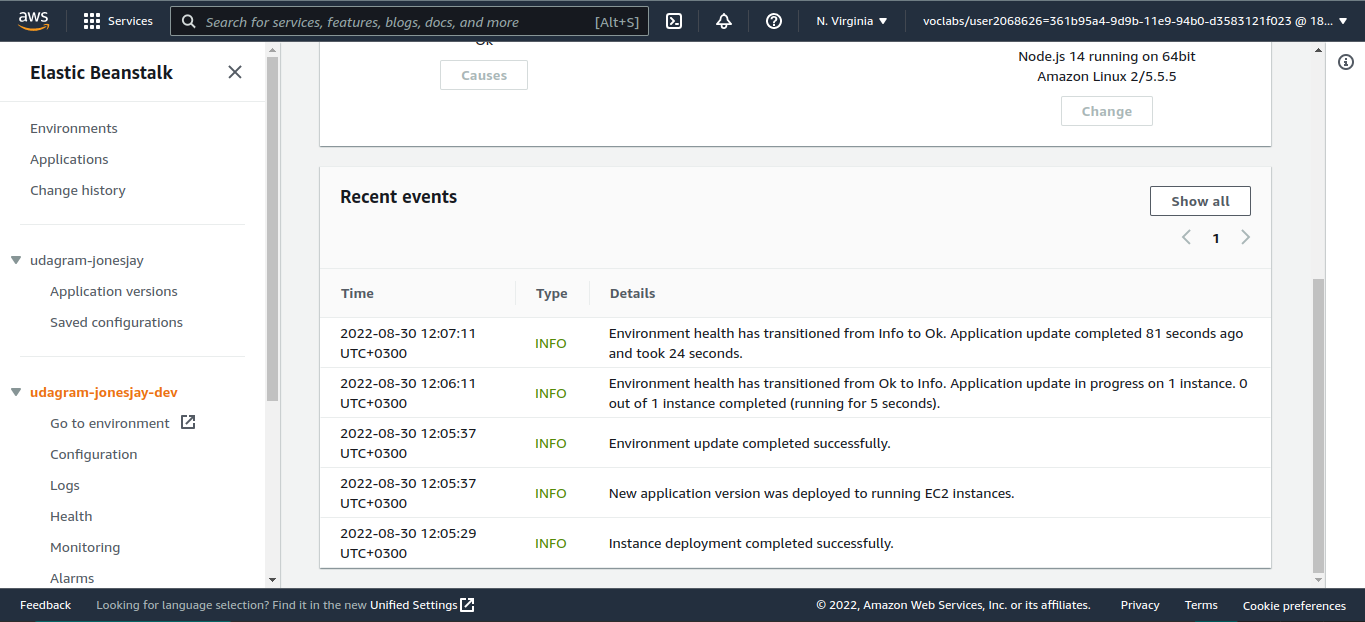 aws
Services
Search for services, features, blogs, docs, and more
[Alt+S]
N. Virginia
voclabs/user2068626=361b95a4-9d9b-11e9-94b0-d3583121f023 @ 18...
Elastic Beanstalk
Environments
Applications
Change history
udagram-jonesjay
Application versions
Saved configurations
udagram-jonesjay-dev
Go to environment
Configuration
Logs
Health
Monitoring
Alarms
Ok
Causes
Node.js 14 running on 64bit
Amazon Linux 2/5.5.5
Change
Recent events
Show all
1
Time Type Details
2022-08-30 12:07:11
UTC+0300
INFO
Environment health has transitioned from Info to Ok. Application update completed 81 seconds ago
and took 24 seconds.
2022-08-30 12:06:11
UTC+0300
INFO
Environment health has transitioned from Ok to Info. Application update in progress on 1 instance. 0
out of 1 instance completed (running for 5 seconds).
2022-08-30 12:05:37
UTC+0300
INFO
Environment update completed successfully.
2022-08-30 12:05:37
UTC+0300
INFO
New application version was deployed to running EC2 instances.
2022-08-30 12:05:29
UTC+0300
INFO
Instance deployment completed successfully.
Feedback
Looking for language selection? Find it in the new Unified Settings
© 2022, Amazon Web Services, Inc. or its affiliates.
Privacy
Terms
Cookie preferences